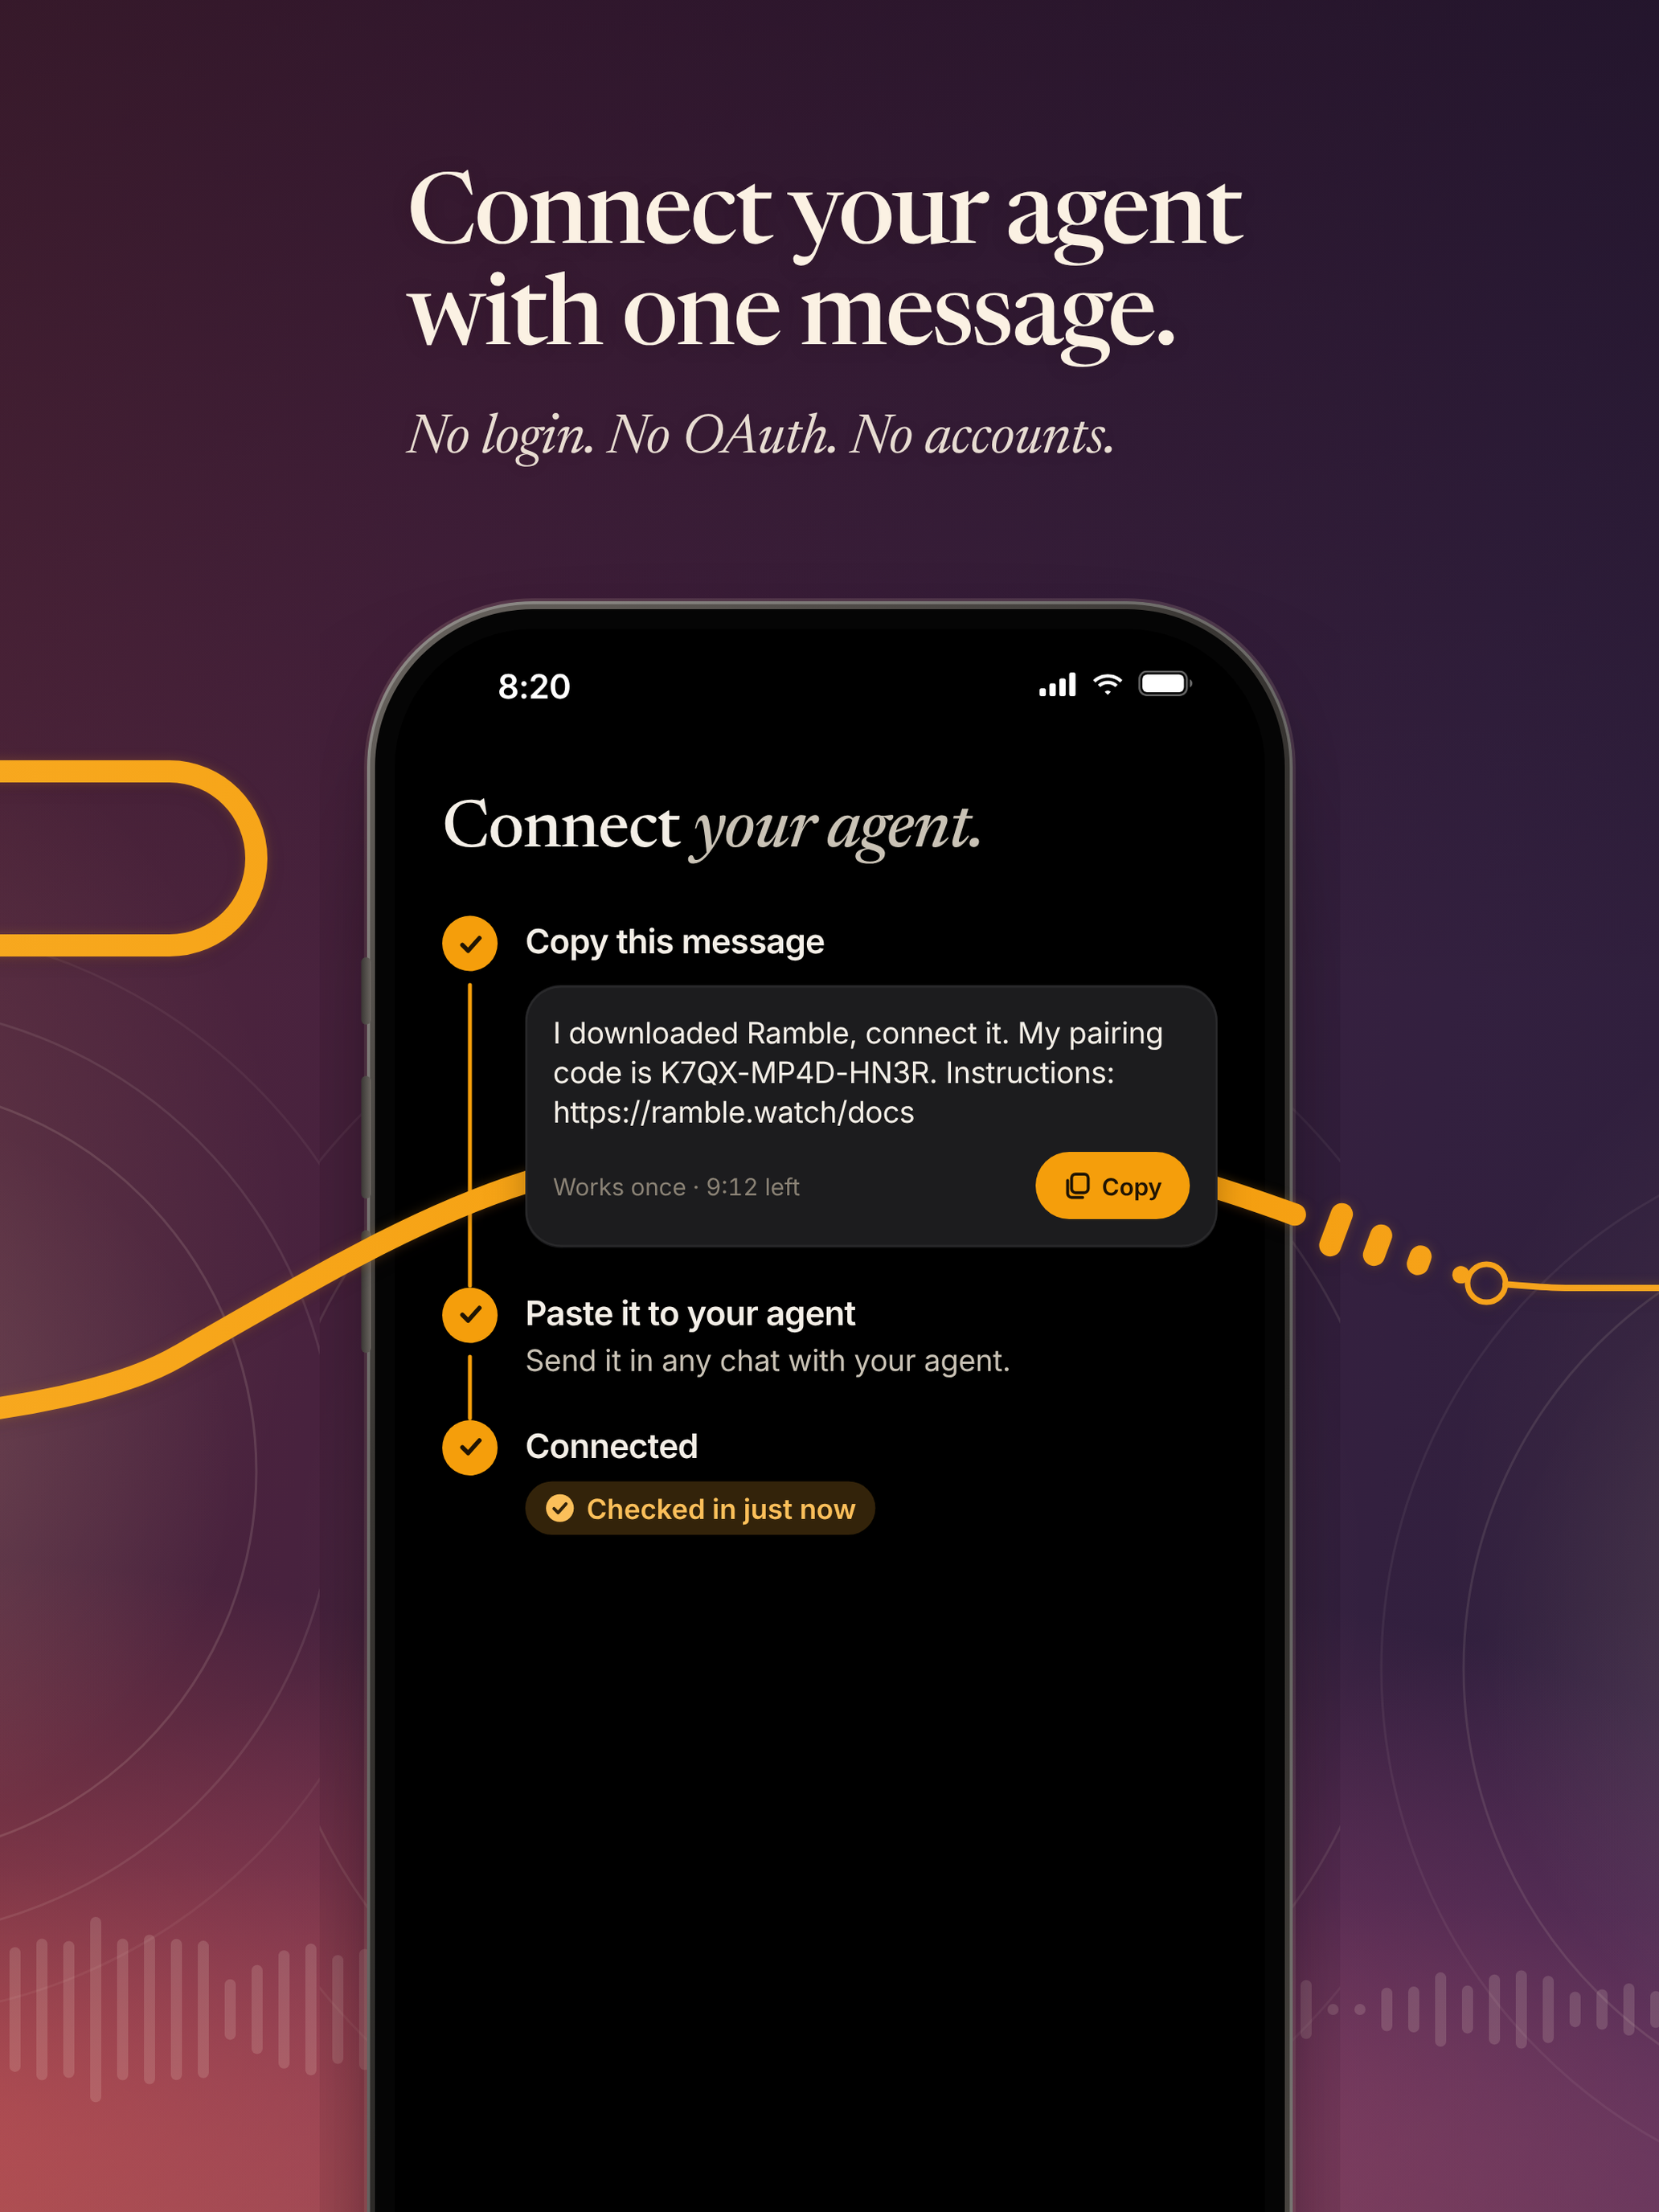 Connect your agent
with one message.
No login. No OAuth. No accounts.
8:20
Connect your agent.
Copy this message
I downloaded Ramble, connect it. My pairing
code is K7QX-MP4D-HN3R. Instructions:
https://ramble.watch/docs
Works once · 9:12 left
Copy
Paste it to your agent
Send it in any chat with your agent.
Connected
Checked in just now